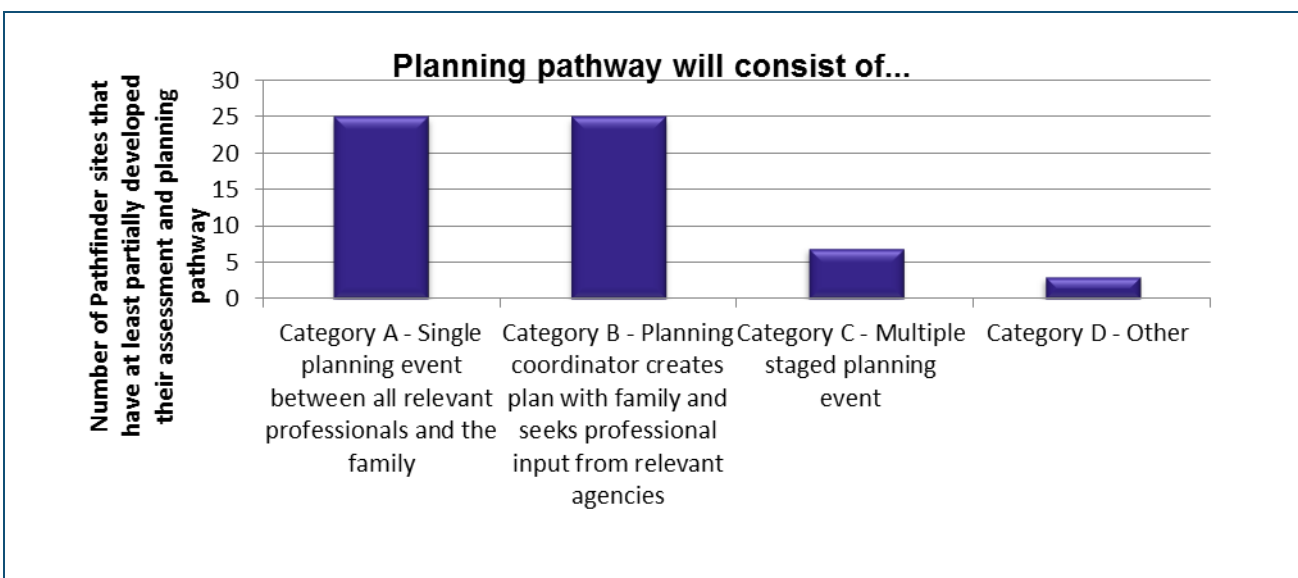 Planning pathway will consist of...
Number of Pathfinder sites that
have at least partially developed
their assessment and planning
pathway
30
25
20
15
10
5
0
Category A - Single
planning event
between all relevant
professionals and the
family
Category B - Planning
coordinator creates
plan with family and
seeks professional
input from relevant
agencies
Category C - Multiple
staged planning
event
Category D - Other